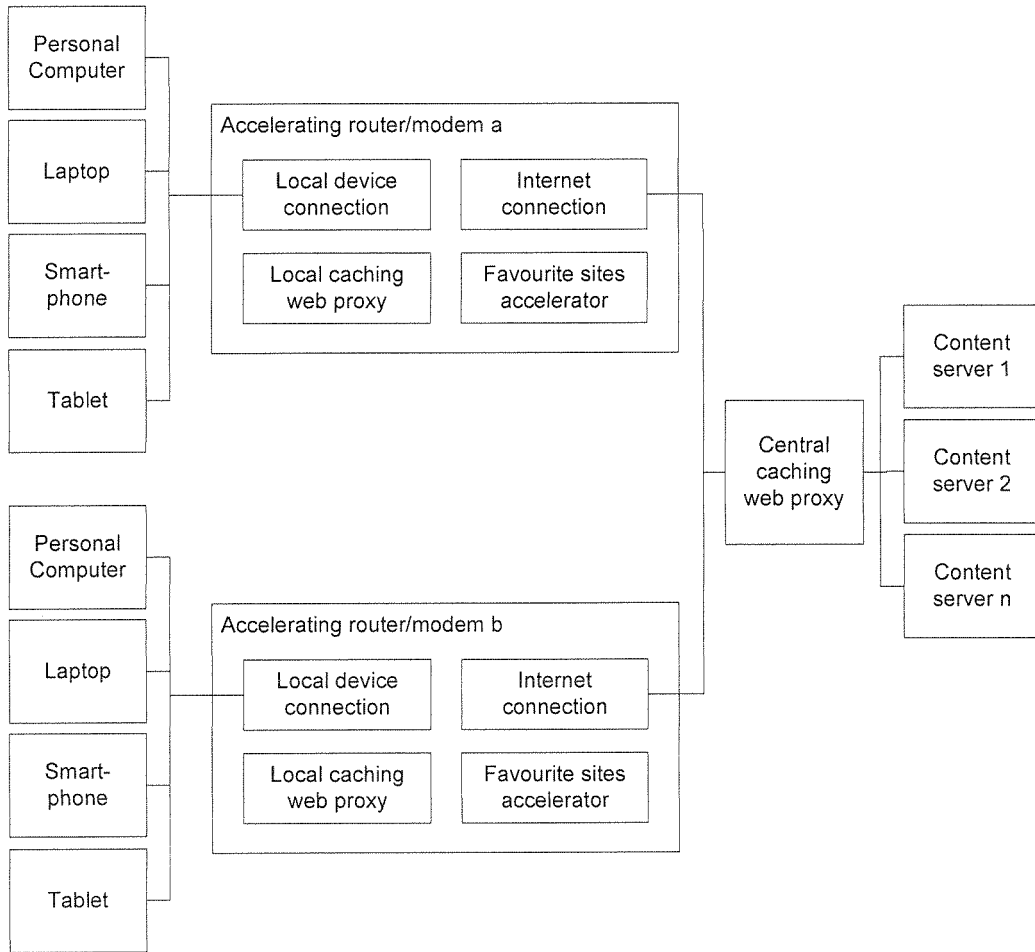 Personal
Computer
Laptop
Smart-
phone
Tablet
Accelerating router/modem a
Local device
connection
Internet
connection
Local caching
web proxy
Favourite sites
accelerator
Personal
Computer
Laptop
Smart-
phone
Tablet
Accelerating router/modem b
Local device
connection
Internet
connection
Local caching
web proxy
Favourite sites
accelerator
Central
caching
web proxy
Content
server 1
Content
server 2
Content
server n